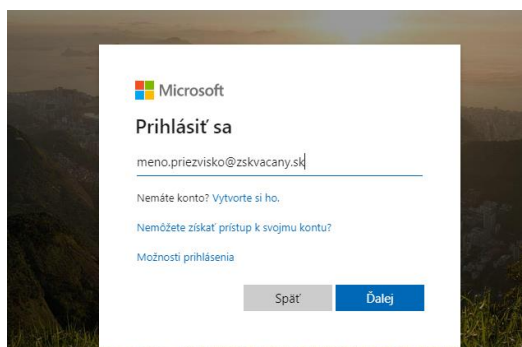 Microsoft
Prihlásiť sa
meno.priezvisko@zskvacany.sk
Nemáte konto? Vytvorte si ho.
Nemôžete získať prístup k svojmu kontu?
Možnosti prihlásenia
Späť Ďalej